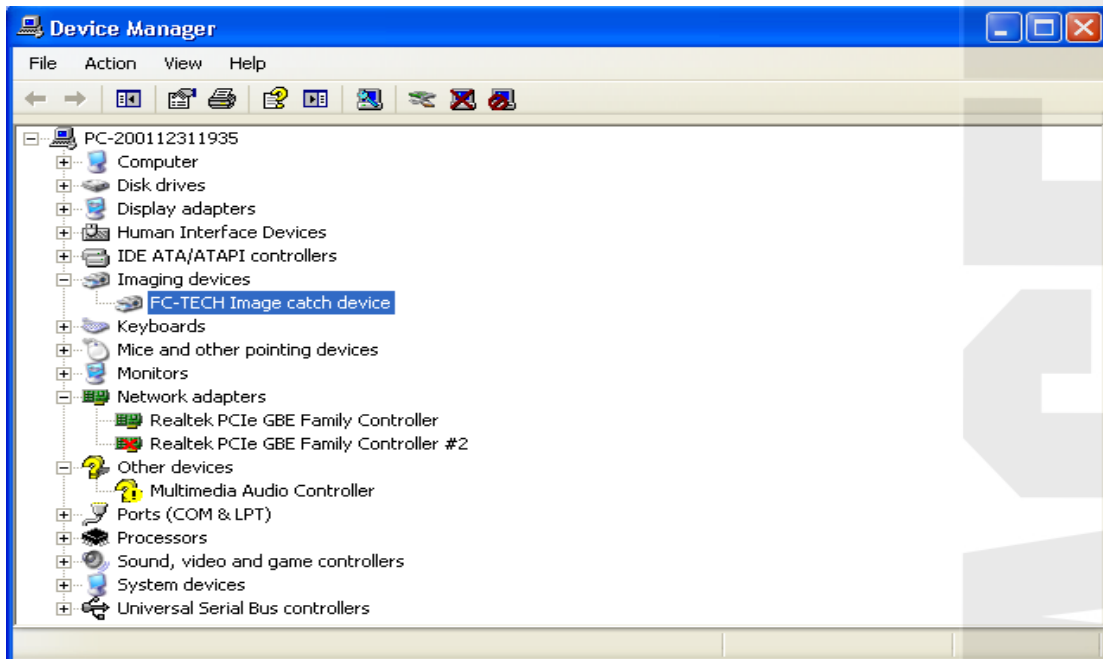 Device Manager
File Action View Help
PC-200112311935
Computer
Disk drives
Display adapters
Human Interface Devices
IDE ATA/ATAPI controllers
Imaging devices
FC-TECH Image catch device
Keyboards
Mice and other pointing devices
Monitors
Network adapters
Realtek PCIe GBE Family Controller
Realtek PCIe GBE Family Controller #2
Other devices
Multimedia Audio Controller
Ports (COM & LPT)
Processors
Sound, video and game controllers
System devices
Universal Serial Bus controllers